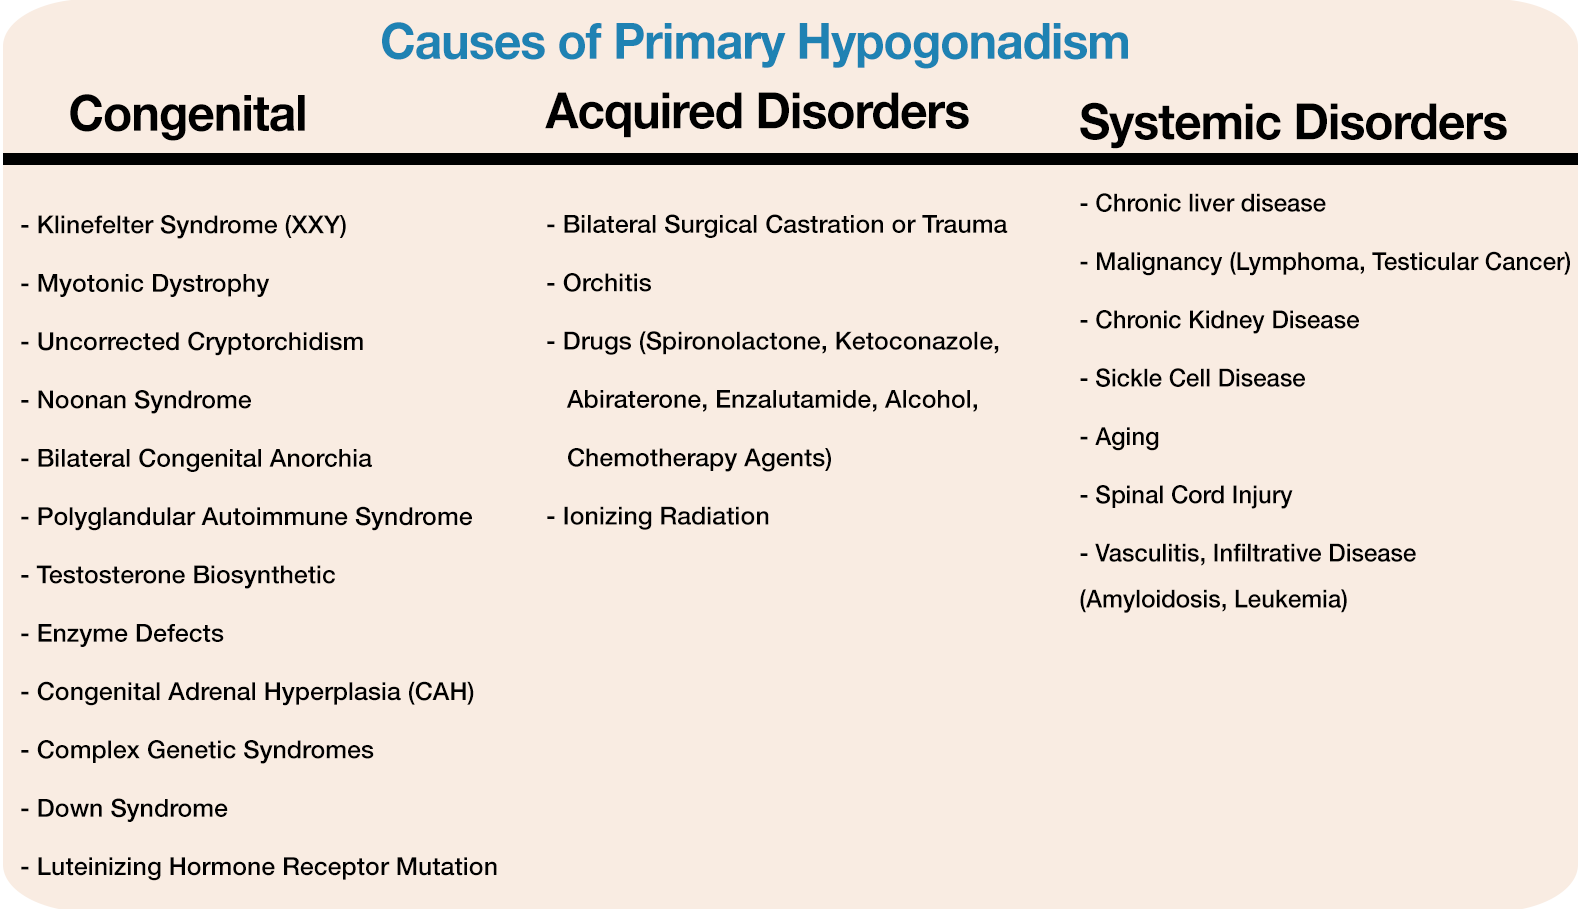 Causes of Primary Hypogonadism
Congenital
- Klinefelter Syndrome (XXY)
- Myotonic Dystrophy
- Uncorrected Cryptorchidism
- Noonan Syndrome
- Bilateral Congenital Anorchia
- Polyglandular Autoimmune Syndrome
- Testosterone Biosynthetic
- Enzyme Defects
- Congenital Adrenal Hyperplasia (CAH)
- Complex Genetic Syndromes
- Down Syndrome
- Luteinizing Hormone Receptor Mutation
Acquired Disorders
- Bilateral Surgical Castration or Trauma
- Orchitis
- Drugs (Spironolactone, Ketoconazole,
Abiraterone, Enzalutamide, Alcohol,
Chemotherapy Agents)
- Ionizing Radiation
Systemic Disorders
- Chronic liver disease
- Malignancy (Lymphoma, Testicular Cancer)
- Chronic Kidney Disease
- Sickle Cell Disease
- Aging
- Spinal Cord Injury
- Vasculitis, Infiltrative Disease
(Amyloidosis, Leukemia)